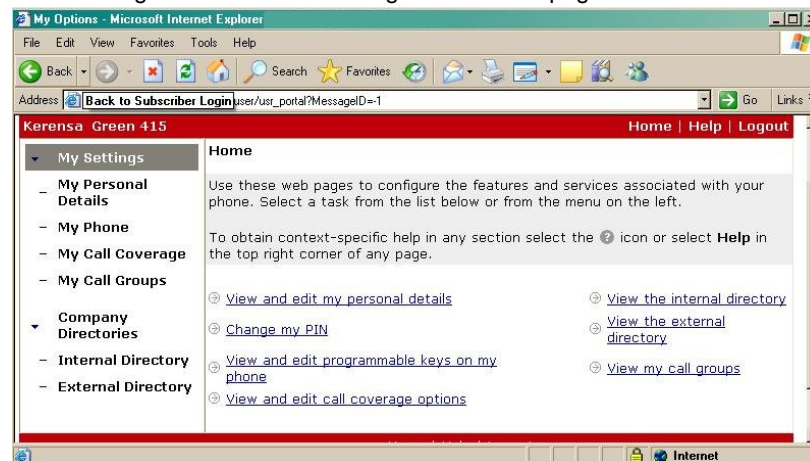 My Options - Microsoft Internet Explorer
File Edit View Favorites Tools Help
Back Search Favorites
Address Back to Subscriber Login user/usr_portal?MessageID=-1 Go Links
Kerensa Green 415 Home | Help | Logout
My Settings
My Personal
Details
My Phone
My Call Coverage
My Call Groups
Company
Directories
Internal Directory
External Directory
Home
Use these web pages to configure the features and services associated with your
phone. Select a task from the list below or from the menu on the left.
To obtain context-specific help in any section select the ? icon or select Help in
the top right corner of any page.
View and edit my personal details
Change my PIN
View and edit programmable keys on my
phone
View and edit call coverage options
View the internal directory
View the external
directory
View my call groups
Internet